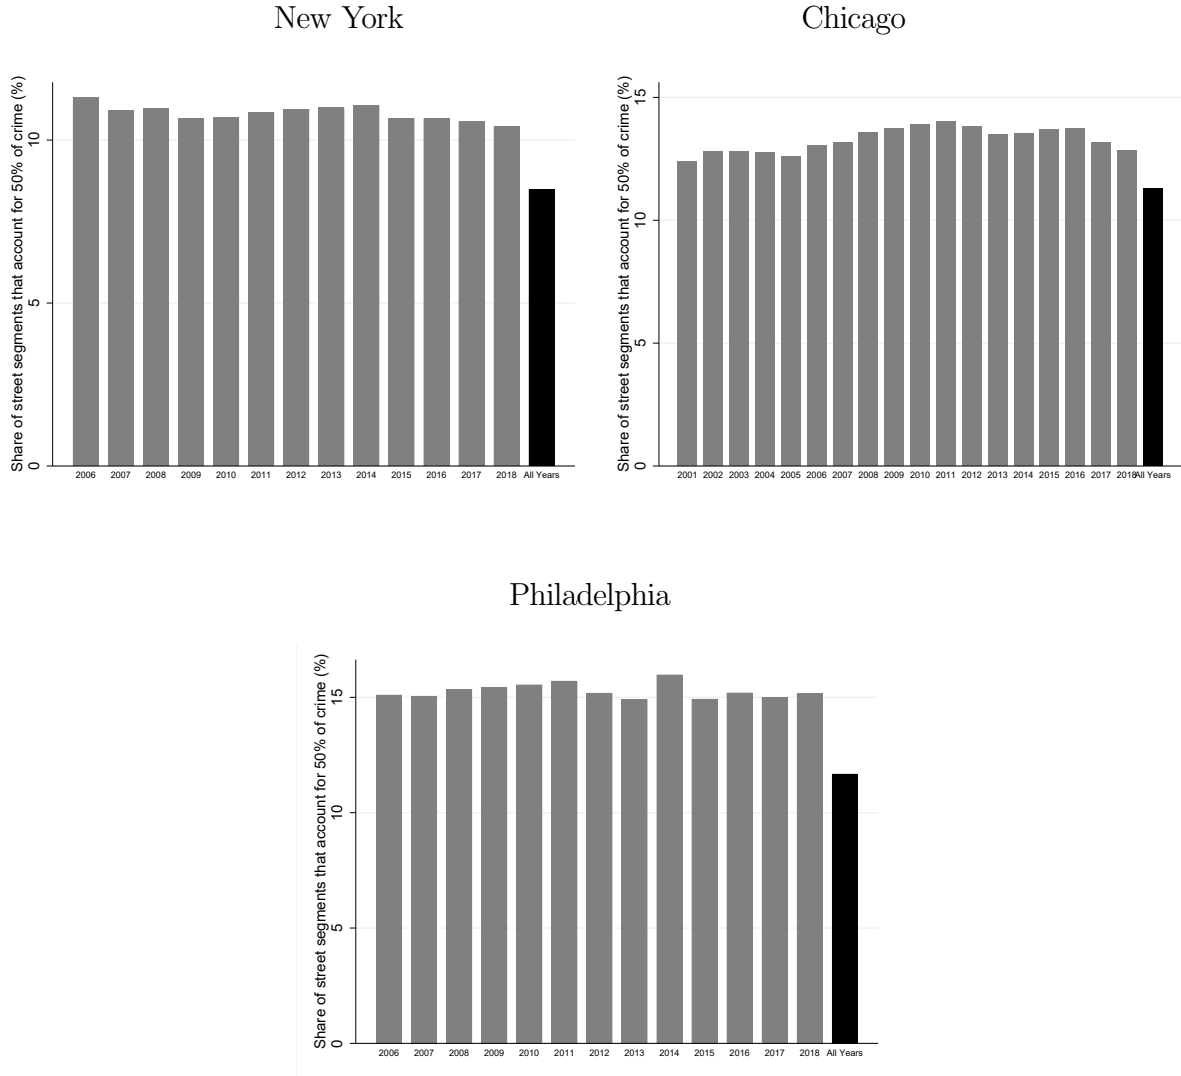 New York
Share of street segments that account for 50% of crime (%)
10
5
0
2006 2007 2008 2009 2010 2011 2012 2013 2014 2015 2016 2017 2018 All Years
Chicago
Share of street segments that account for 50% of crime (%)
15
10
5
0
2001 2002 2003 2004 2005 2006 2007 2008 2009 2010 2011 2012 2013 2014 2015 2016 2017 2018 All Years
Philadelphia
Share of street segments that account for 50% of crime (%)
15
10
5
0
2006 2007 2008 2009 2010 2011 2012 2013 2014 2015 2016 2017 2018 All Years